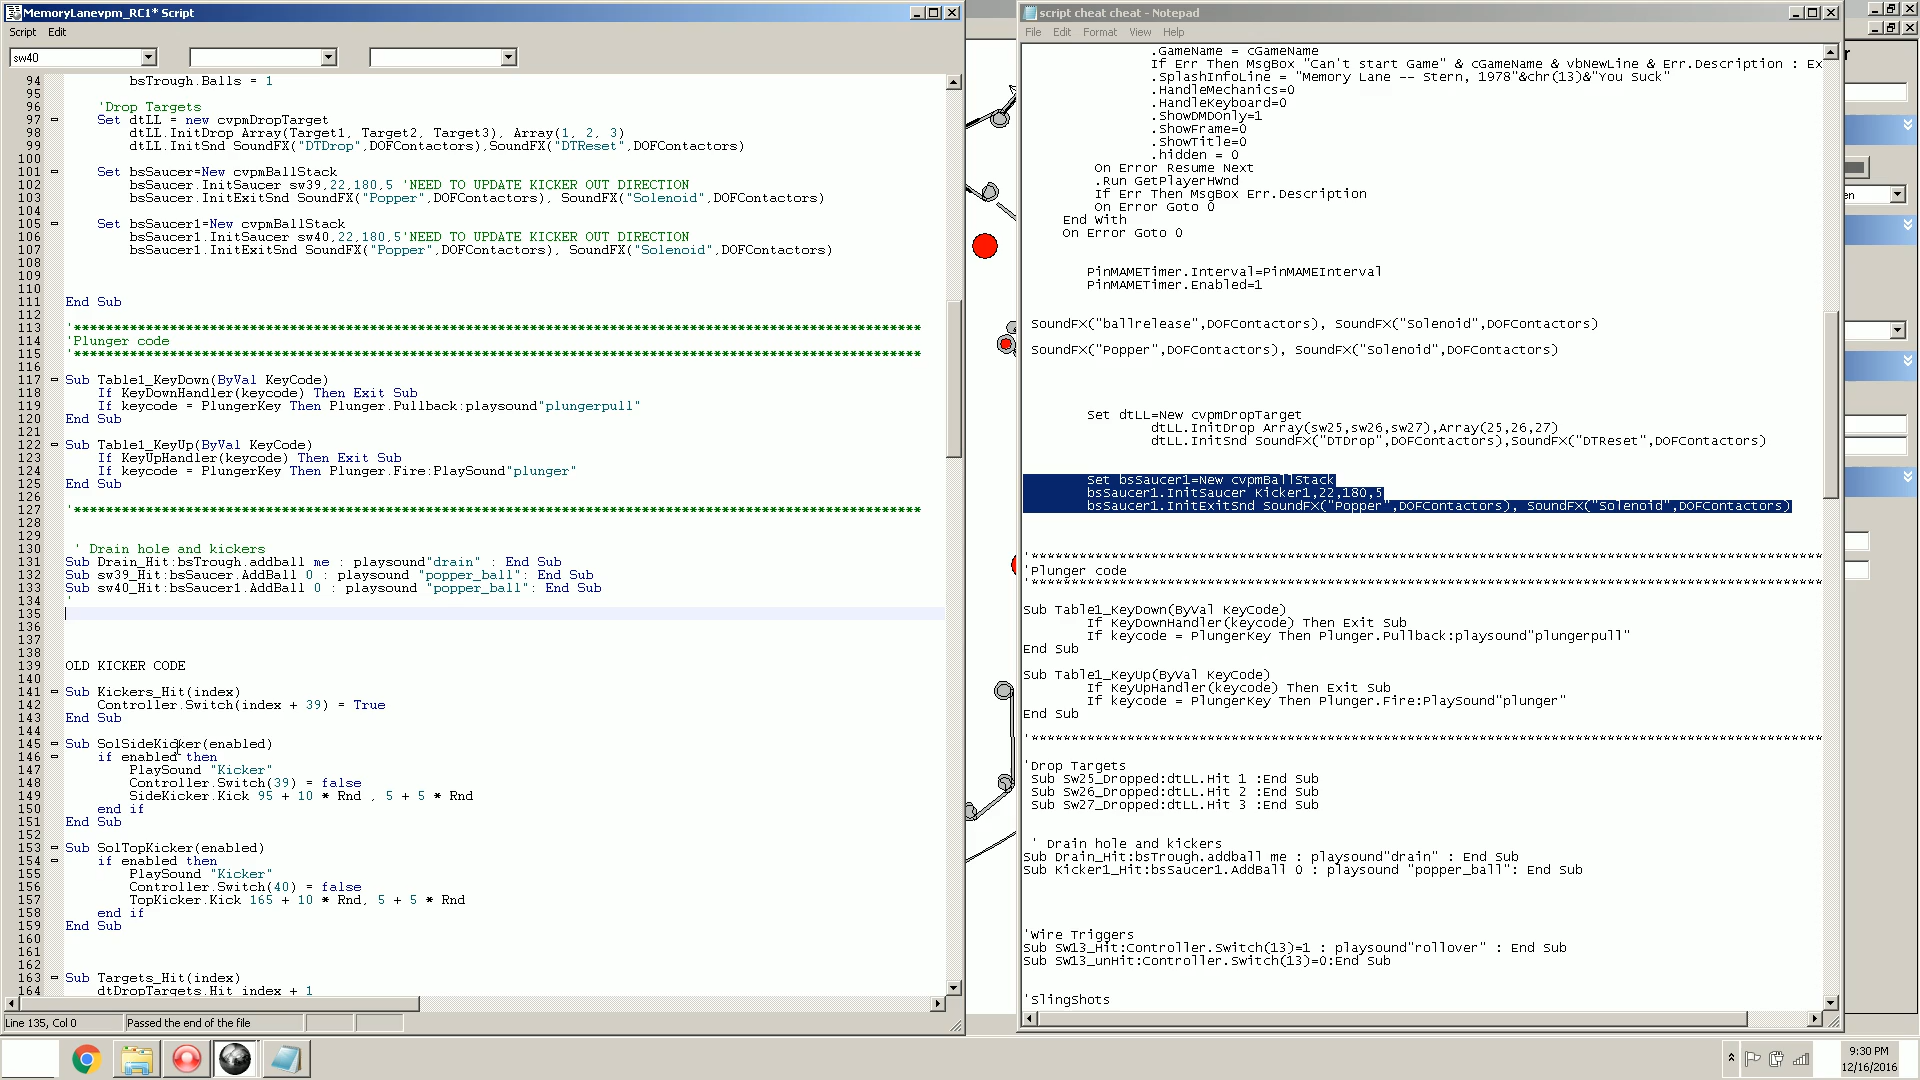 MemoryLanevpm_RC1* Script
Script Edit
sw40
94 bsTrough.Balls = 1
95
96 'Drop Targets
97 Set dtLL = new cvpmDropTarget
98 dtLL.InitDrop Array(Target1, Target2, Target3), Array(1, 2, 3)
99 dtLL.InitSnd SoundFX("DTDrop",DOFContactors),SoundFX("DTReset",DOFContactors)
100
101 Set bsSaucer=New cvpmBallStack
102 bsSaucer.InitSaucer sw39,22,180,5 'NEED TO UPDATE KICKER OUT DIRECTION
103 bsSaucer.InitExitSnd SoundFX("Popper",DOFContactors), SoundFX("Solenoid",DOFContactors)
104
105 Set bsSaucer1=New cvpmBallStack
106 bsSaucer1.InitSaucer sw40,22,180,5'NEED TO UPDATE KICKER OUT DIRECTION
107 bsSaucer1.InitExitSnd SoundFX("Popper",DOFContactors), SoundFX("Solenoid",DOFContactors)
108
109
110
111 End Sub
112
113 '**********************************************************************************************************
114 'Plunger code
115 '**********************************************************************************************************
116
117 Sub Table1_KeyDown(ByVal KeyCode)
118 If KeyDownHandler(keycode) Then Exit Sub
119 If keycode = PlungerKey Then Plunger.Pullback:playsound"plungerpull"
120 End Sub
121
122 Sub Table1_KeyUp(ByVal KeyCode)
123 If KeyUpHandler(keycode) Then Exit Sub
124 If keycode = PlungerKey Then Plunger.Fire:PlaySound"plunger"
125 End Sub
126
127 '**********************************************************************************************************
128
129
130 ' Drain hole and kickers
131 Sub Drain_Hit:bsTrough.addball me : playsound"drain" : End Sub
132 Sub sw39_Hit:bsSaucer.AddBall 0 : playsound "popper_ball": End Sub
133 Sub sw40_Hit:bsSaucer1.AddBall 0 : playsound "popper_ball": End Sub
134 '
135
136
137
138
139 OLD KICKER CODE
140
141 Sub Kickers_Hit(index)
142 Controller.Switch(index + 39) = True
143 End Sub
144
145 Sub SolSideKicker(enabled)
146 if enabled then
147 PlaySound "Kicker"
148 Controller.Switch(39) = false
149 SideKicker.Kick 95 + 10 * Rnd , 5 + 5 * Rnd
150 end if
151 End Sub
152
153 Sub SolTopKicker(enabled)
154 if enabled then
155 PlaySound "Kicker"
156 Controller.Switch(40) = false
157 TopKicker.Kick 165 + 10 * Rnd, 5 + 5 * Rnd
158 end if
159 End Sub
160
161
162
163 Sub Targets_Hit(index)
164 dtDropTargets.Hit index + 1
Line 135, Col 0 Passed the end of the file
script cheat cheat - Notepad
File Edit Format View Help
.GameName = cGameName
If Err Then MsgBox "Can't start Game" & cGameName & vbNewLine & Err.Description : Ex
.SplashInfoLine = "Memory Lane -- Stern, 1978"&chr(13)&"You Suck"
.HandleMechanics=0
.HandleKeyboard=0
.ShowDMDOnly=1
.ShowFrame=0
.ShowTitle=0
.hidden = 0
On Error Resume Next
.Run GetPlayerHWnd
If Err Then MsgBox Err.Description
On Error Goto 0
End With
On Error Goto 0
PinMAMETimer.Interval=PinMAMEInterval
PinMAMETimer.Enabled=1
SoundFX("ballrelease",DOFContactors), SoundFX("Solenoid",DOFContactors)
SoundFX("Popper",DOFContactors), SoundFX("Solenoid",DOFContactors)
Set dtLL=New cvpmDropTarget
dtLL.InitDrop Array(sw25,sw26,sw27),Array(25,26,27)
dtLL.InitSnd SoundFX("DTDrop",DOFContactors),SoundFX("DTReset",DOFContactors)
Set bsSaucer1=New cvpmBallStack
bsSaucer1.InitSaucer Kicker1,22,180,5
bsSaucer1.InitExitSnd SoundFX("Popper",DOFContactors), SoundFX("Solenoid",DOFContactors)
'****************************************************************************************************
'Plunger code
'****************************************************************************************************
Sub Table1_KeyDown(ByVal KeyCode)
If KeyDownHandler(keycode) Then Exit Sub
If keycode = PlungerKey Then Plunger.Pullback:playsound"plungerpull"
End Sub
Sub Table1_KeyUp(ByVal KeyCode)
If KeyUpHandler(keycode) Then Exit Sub
If keycode = PlungerKey Then Plunger.Fire:PlaySound"plunger"
End Sub
'****************************************************************************************************
'Drop Targets
Sub Sw25_Dropped:dtLL.Hit 1 :End Sub
Sub Sw26_Dropped:dtLL.Hit 2 :End Sub
Sub Sw27_Dropped:dtLL.Hit 3 :End Sub
' Drain hole and kickers
Sub Drain_Hit:bsTrough.addball me : playsound"drain" : End Sub
Sub Kicker1_Hit:bsSaucer1.AddBall 0 : playsound "popper_ball": End Sub
'Wire Triggers
Sub SW13_Hit:Controller.Switch(13)=1 : playsound"rollover" : End Sub
Sub SW13_unHit:Controller.Switch(13)=0:End Sub
'SlingShots
r
en
9:30 PM
12/16/2016